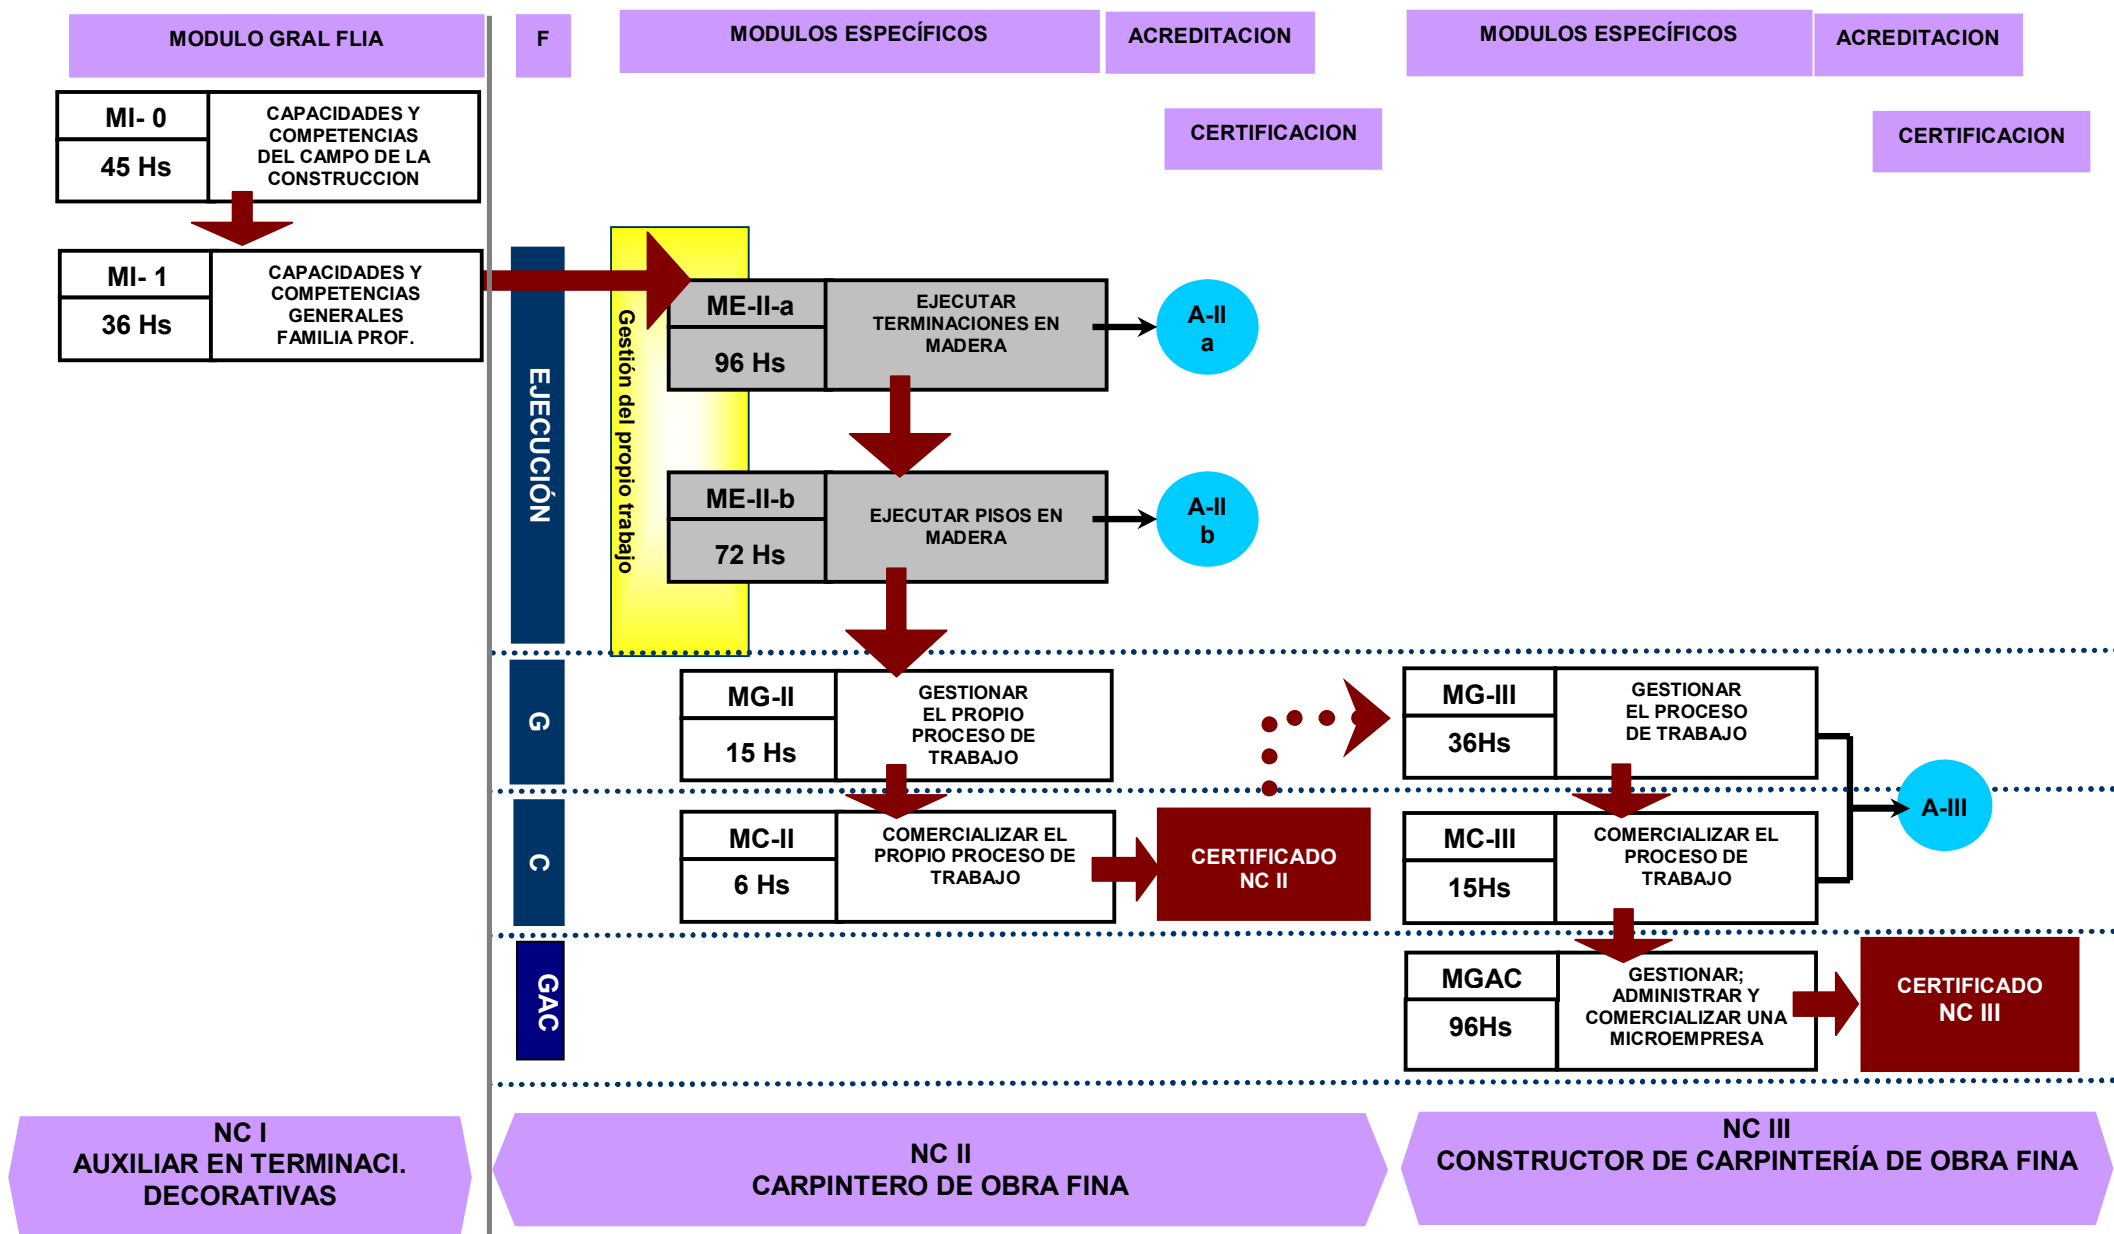 MODULO GRAL FLIA
F
MODULOS ESPECÍFICOS
ACREDITACION
MODULOS ESPECÍFICOS
ACREDITACION
CERTIFICACION
CERTIFICACION
MI- 0
45 Hs
CAPACIDADES Y
COMPETENCIAS
DEL CAMPO DE LA
CONSTRUCCION
MI- 1
36 Hs
CAPACIDADES Y
COMPETENCIAS
GENERALES
FAMILIA PROF.
EJECUCIÓN
Gestión del propio trabajo
ME-II-a
96 Hs
EJECUTAR
TERMINACIONES EN
MADERA
A-II
a
ME-II-b
72 Hs
EJECUTAR PISOS EN
MADERA
A-II
b
G
MG-II
15 Hs
GESTIONAR
EL PROPIO
PROCESO DE
TRABAJO
MG-III
36Hs
GESTIONAR
EL PROCESO
DE TRABAJO
A-III
C
MC-II
6 Hs
COMERCIALIZAR EL
PROPIO PROCESO DE
TRABAJO
CERTIFICADO
NC II
MC-III
15Hs
COMERCIALIZAR EL
PROCESO DE
TRABAJO
GAC
MGAC
96Hs
GESTIONAR;
ADMINISTRAR Y
COMERCIALIZAR UNA
MICROEMPRESA
CERTIFICADO
NC III
NC I
AUXILIAR EN TERMINACI.
DECORATIVAS
NC II
CARPINTERO DE OBRA FINA
NC III
CONSTRUCTOR DE CARPINTERÍA DE OBRA FINA